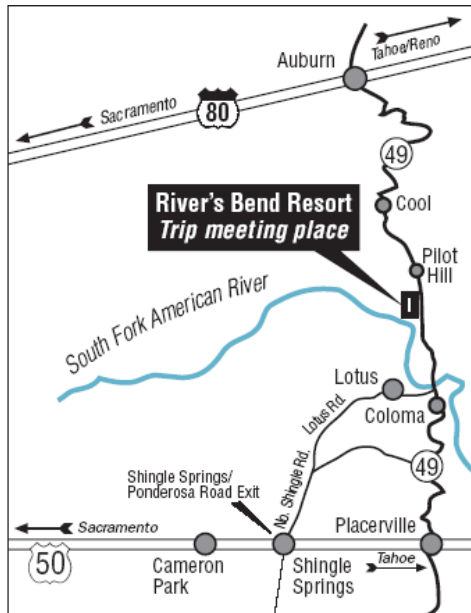 Tahoe/Reno
Auburn
Sacramento
80
49
River's Bend Resort
Trip meeting place
Cool
Pilot
Hill
South Fork American River
Lotus
Lotus Rd.
Coloma
No. Shingle Rd.
49
Shingle Springs/
Ponderosa Road Exit
Sacramento
Placerville
50
Cameron
Park
Shingle
Springs
Tahoe